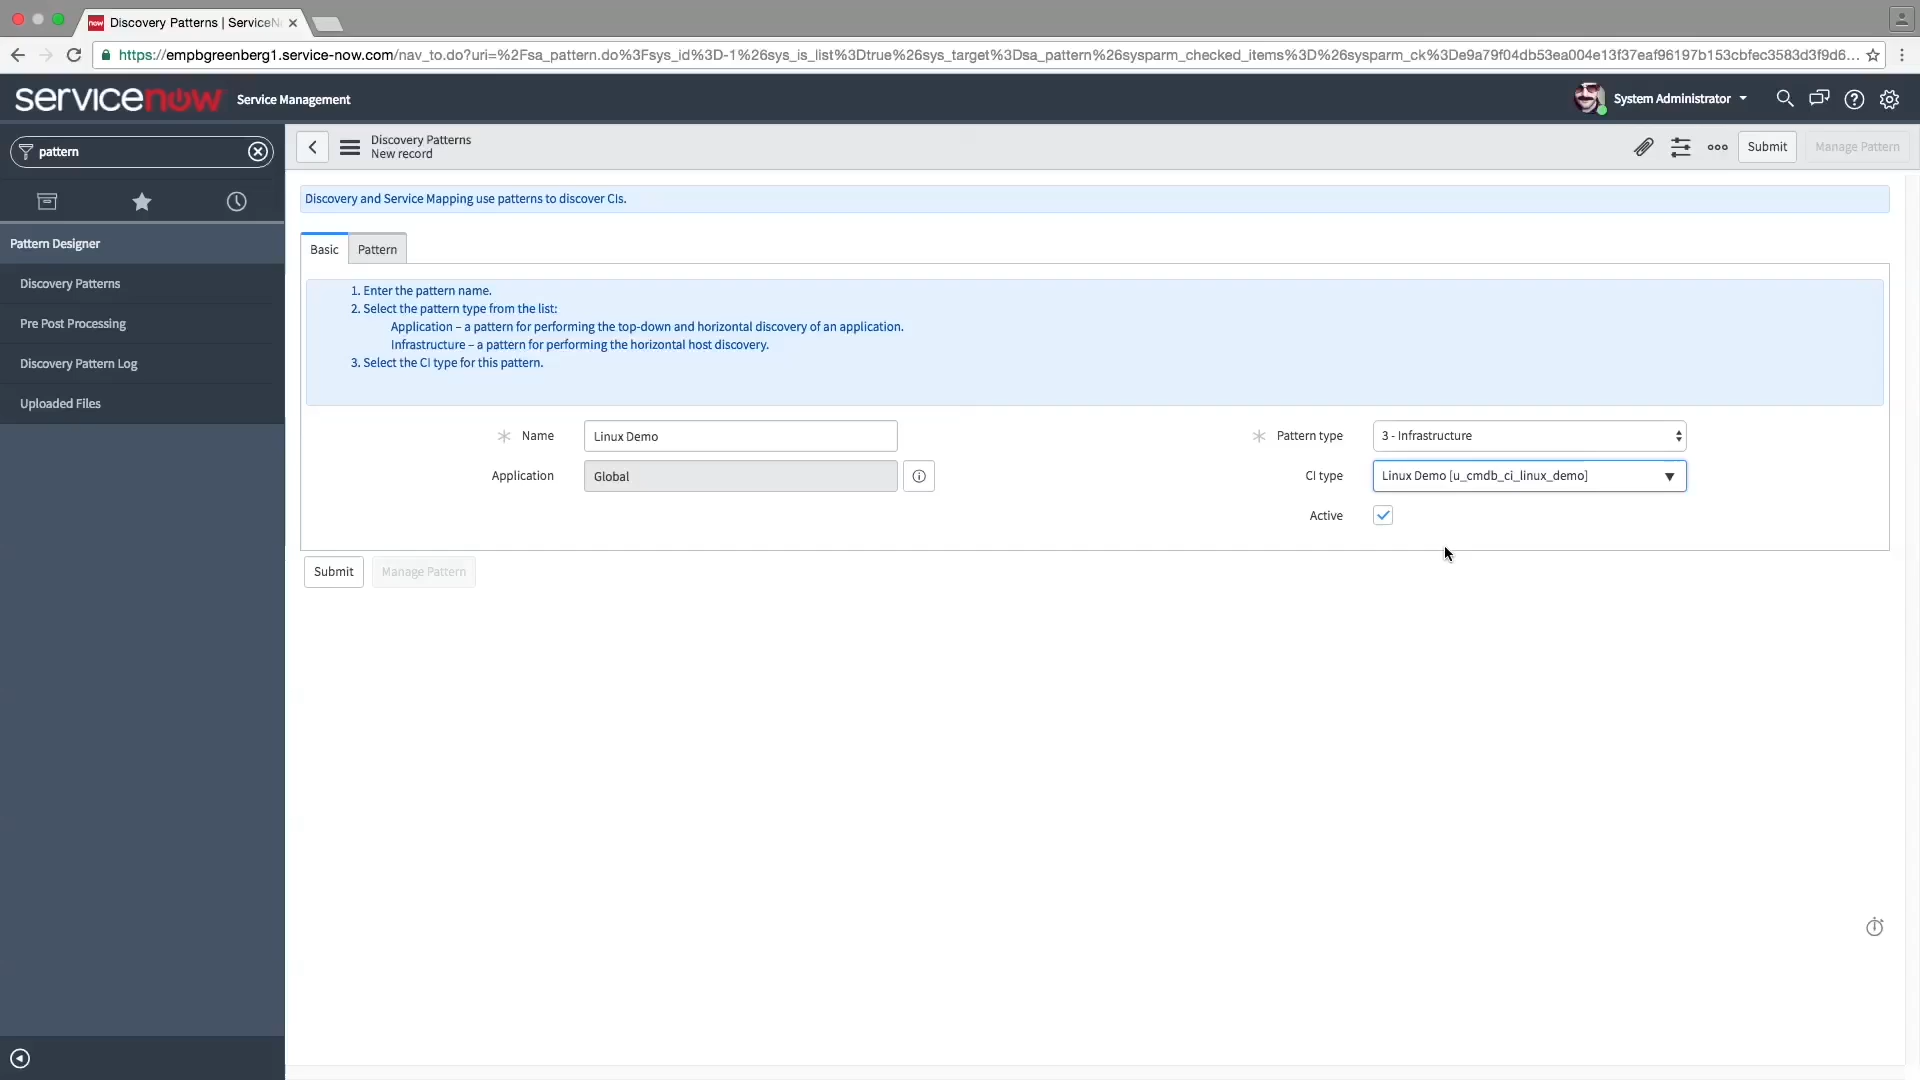 Discovery Patterns | ServiceN
https://empbgreenberg1.service-now.com/nav_to.do?uri=%2Fsa_pattern.do%3Fsys_id%3D-1%26sys_is_list%3Dtrue%26sys_target%3Dsa_pattern%26sysparm_checked_items%3D%26sysparm_ck%3De9a79f04db53ea004e13f37eaf96197b153cbfec3583d3f9d6...
servicenow Service Management
System Administrator
pattern
Discovery Patterns
New record
Submit
Manage Pattern
Discovery and Service Mapping use patterns to discover CIs.
Pattern Designer
Discovery Patterns
Pre Post Processing
Discovery Pattern Log
Uploaded Files
Basic
Pattern
1. Enter the pattern name.
2. Select the pattern type from the list:
Application – a pattern for performing the top-down and horizontal discovery of an application.
Infrastructure – a pattern for performing the horizontal host discovery.
3. Select the CI type for this pattern.
Name
Linux Demo
Pattern type
3 - Infrastructure
Application
Global
CI type
Linux Demo [u_cmdb_ci_linux_demo]
Active
Submit
Manage Pattern